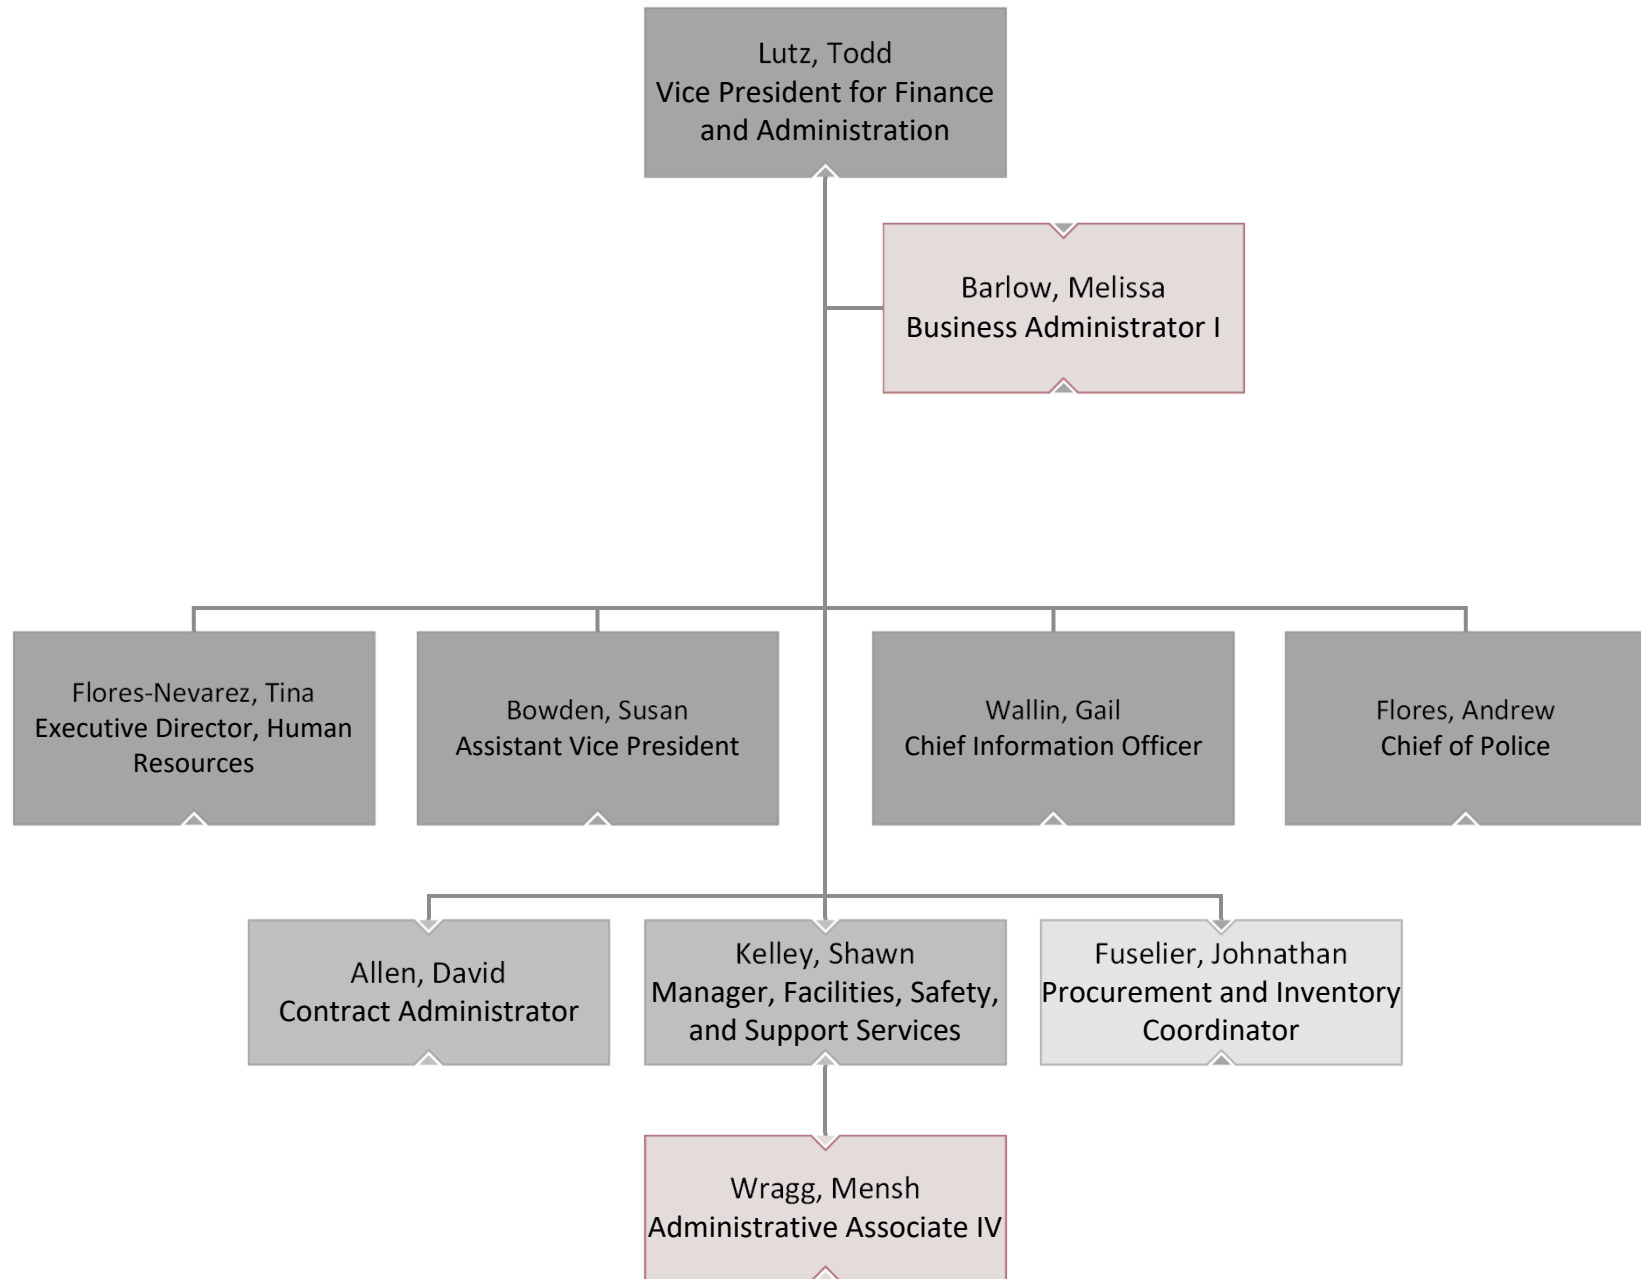 Lutz, Todd
Vice President for Finance
and Administration
Barlow, Melissa
Business Administrator I
Flores-Nevarez, Tina
Executive Director, Human
Resources
Bowden, Susan
Assistant Vice President
Wallin, Gail
Chief Information Officer
Flores, Andrew
Chief of Police
Allen, David
Contract Administrator
Kelley, Shawn
Manager, Facilities, Safety,
and Support Services
Fuselier, Johnathan
Procurement and Inventory
Coordinator
Wragg, Mensh
Administrative Associate IV